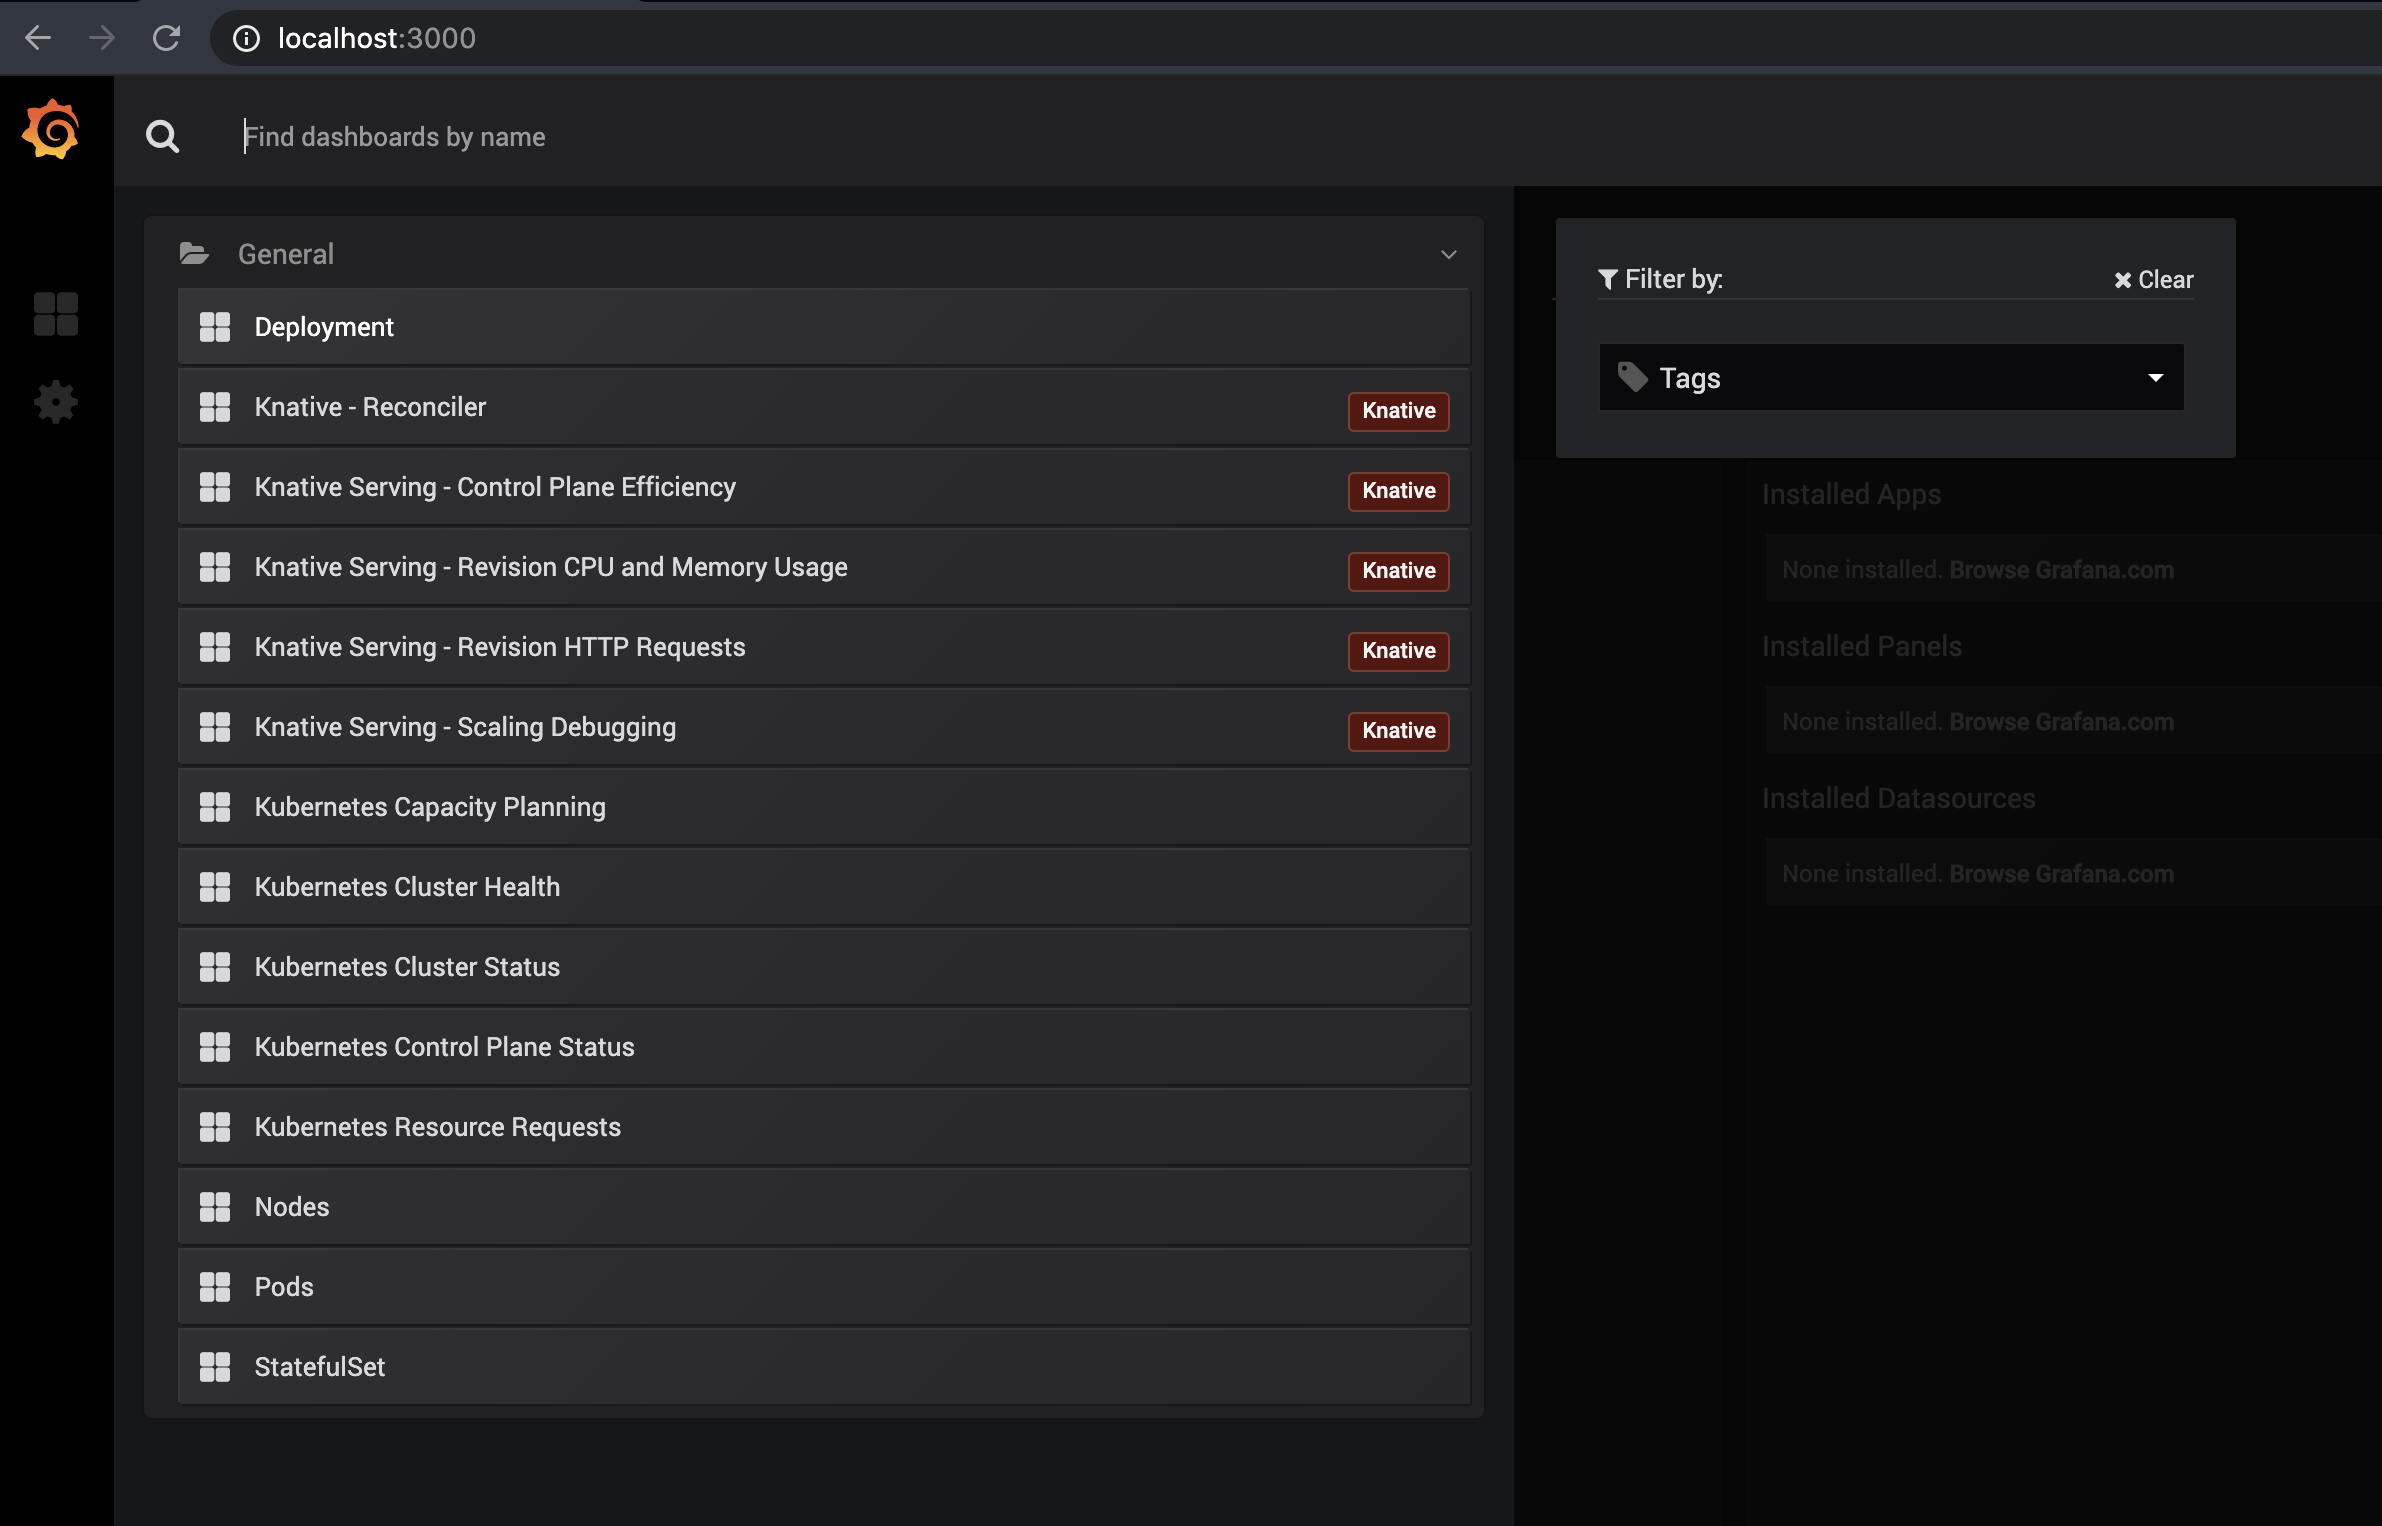 localhost:3000
Find dashboards by name
General
Deployment
Knative - Reconciler Knative
Knative Serving - Control Plane Efficiency Knative
Knative Serving - Revision CPU and Memory Usage Knative
Knative Serving - Revision HTTP Requests Knative
Knative Serving - Scaling Debugging Knative
Kubernetes Capacity Planning
Kubernetes Cluster Health
Kubernetes Cluster Status
Kubernetes Control Plane Status
Kubernetes Resource Requests
Nodes
Pods
StatefulSet
Filter by: Clear
Tags
Installed Apps
None installed. Browse Grafana.com
Installed Panels
None installed. Browse Grafana.com
Installed Datasources
None installed. Browse Grafana.com